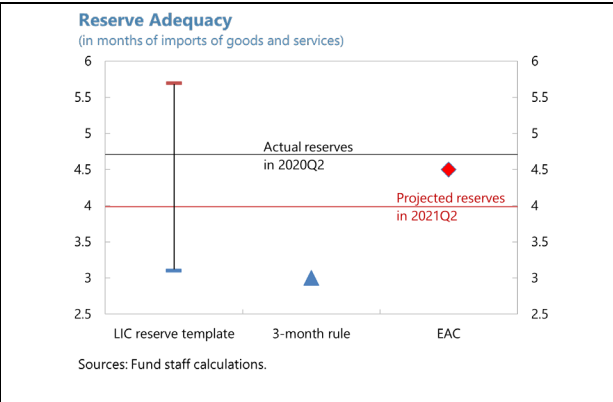 Reserve Adequacy
(in months of imports of goods and services)
6 6
5.5 5.5
5 5
Actual reserves
in 2020Q2
4.5 4.5
Projected reserves
4 4
in 2021Q2
3.5 3.5
3 3
2.5 2.5
LIC reserve template 3-month rule EAC
Sources: Fund staff calculations.